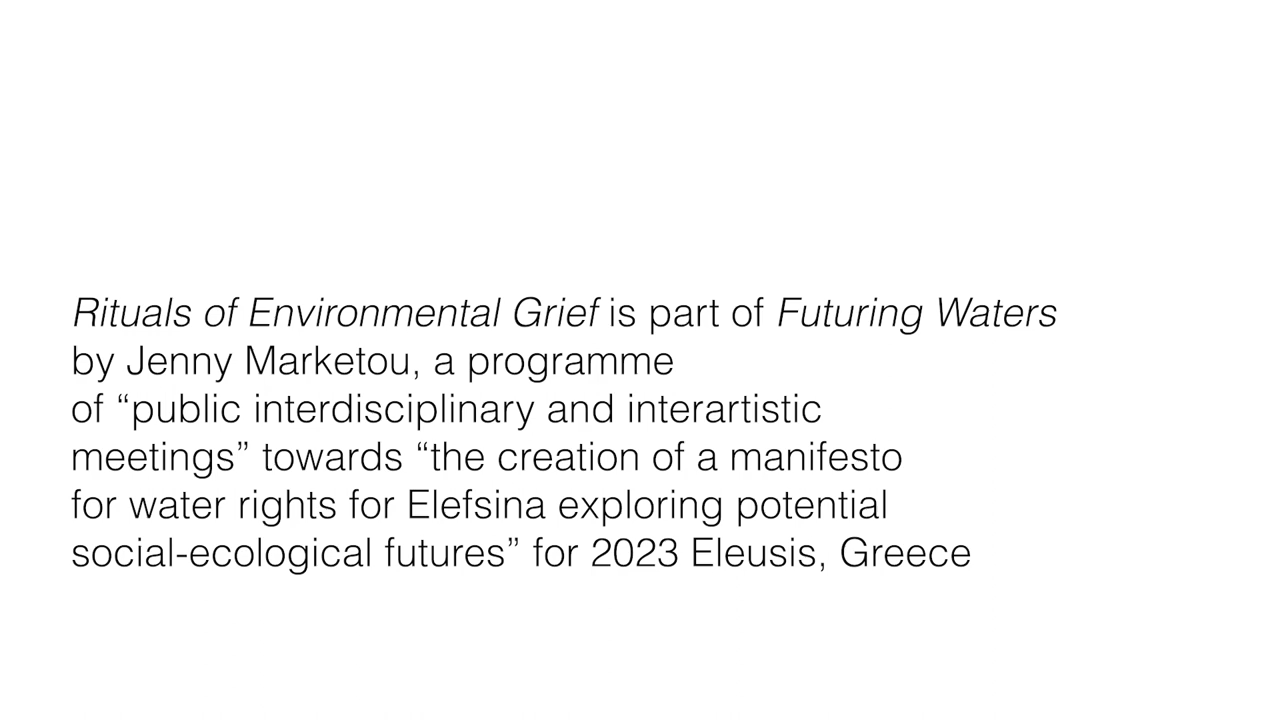 Rituals of Environmental Grief is part of Futuring Waters
by Jenny Marketou, a programme
of “public interdisciplinary and interartistic
meetings” towards “the creation of a manifesto
for water rights for Elefsina exploring potential
social-ecological futures” for 2023 Eleusis, Greece